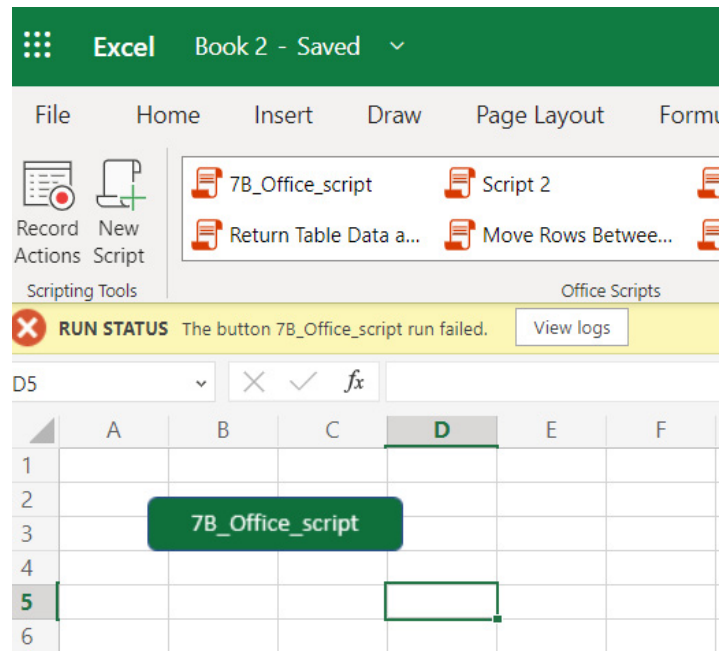 Excel Book 2 - Saved
File Home Insert Draw Page Layout Formu
7B_Office_script Script 2
Record Actions New Script
Return Table Data a... Move Rows Betwee...
Scripting Tools Office Scripts
RUN STATUS The button 7B_Office_script run failed. View logs
D5 fx
A B C D E F
1
2
7B_Office_script
3
4
5
6